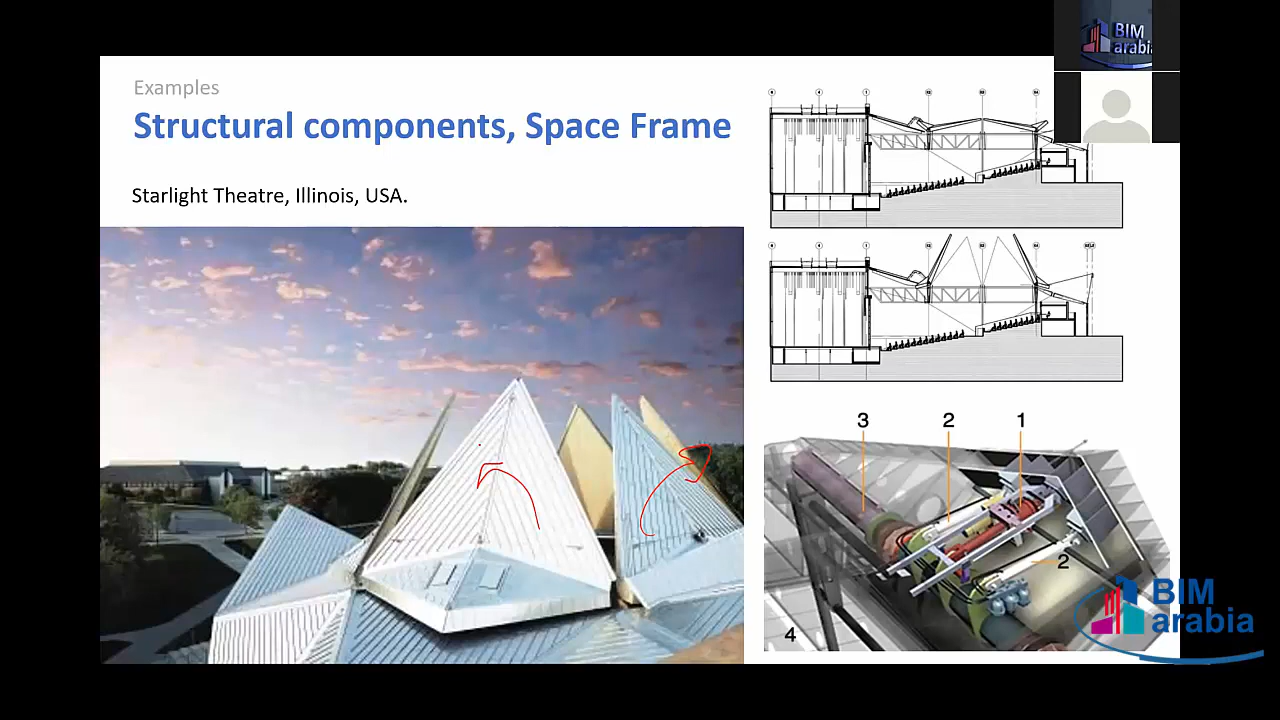 Examples
Structural components, Space Frame
Starlight Theatre, Illinois, USA.
3 2 1
2
4
BIM
arabia
BIM
arabia